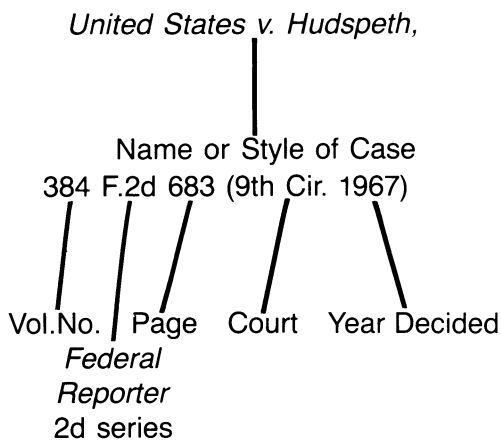 United States v. Hudspeth,
Name or Style of Case
384 F.2d 683 (9th Cir. 1967)
Vol.No. Page Court Year Decided
Federal
Reporter
2d series